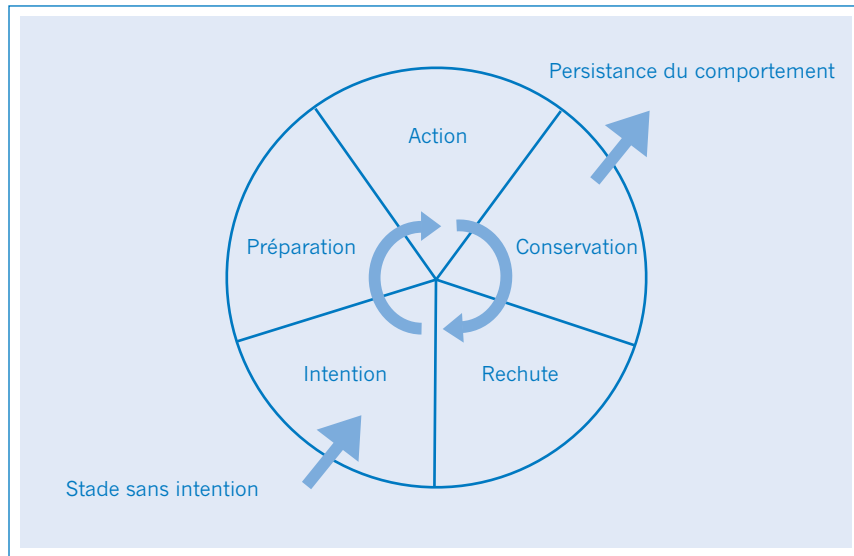 Persistance du comportement
Action
Préparation
Conservation
Intention
Rechute
Stade sans intention